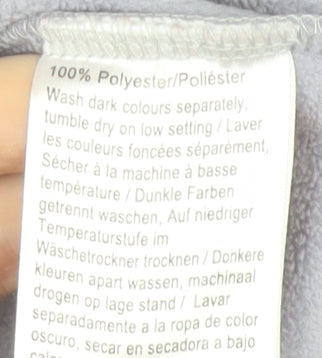 100% Polyester/Poliéster
Wash dark colours separately,
tumble dry on low setting / Laver
les couleurs foncées séparément,
Sécher à la machine à basse
température / Dunkle Farben
getrennt waschen, Auf niedriger
Temperaturstufe im
Wäschetrockner trocknen / Donkere
kleuren apart wassen, machinaal
drogen op lage stand / Lavar
separadamente a la ropa de color
oscuro, secar en secadora a bajo